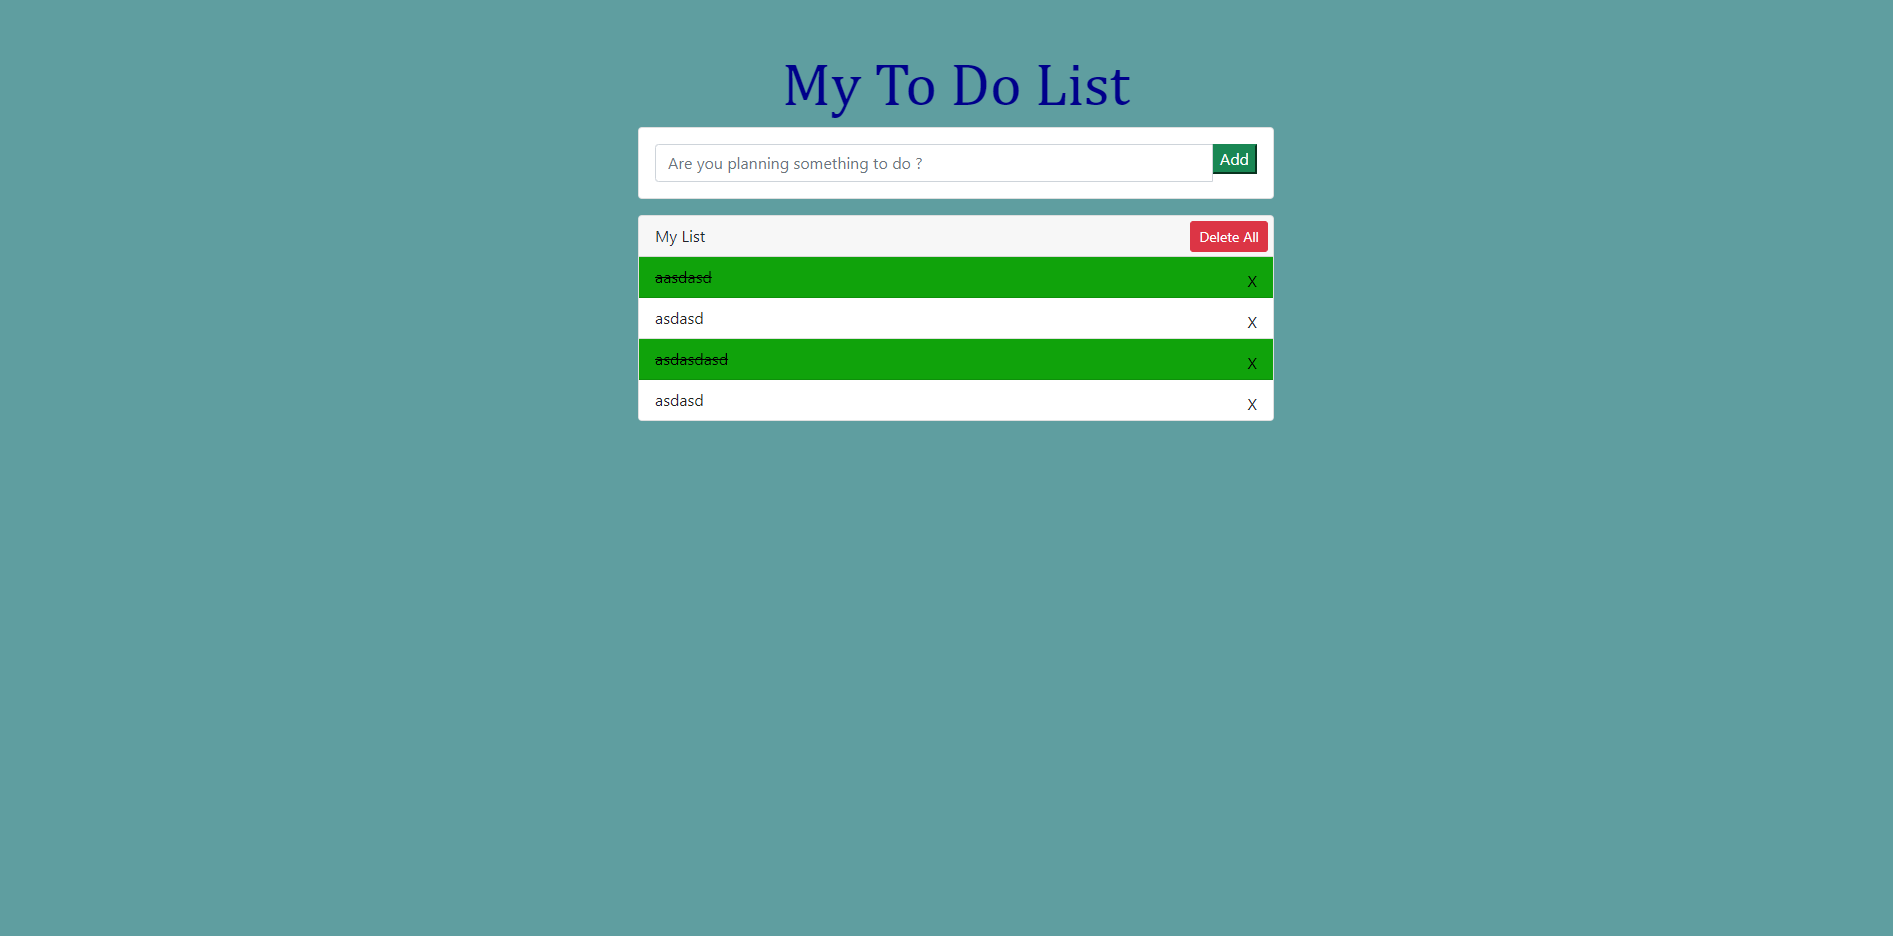 My To Do List
Are you planning something to do ?
Add
My List
Delete All
aasdasd
X
asdasd
X
asdasdasd
X
asdasd
X